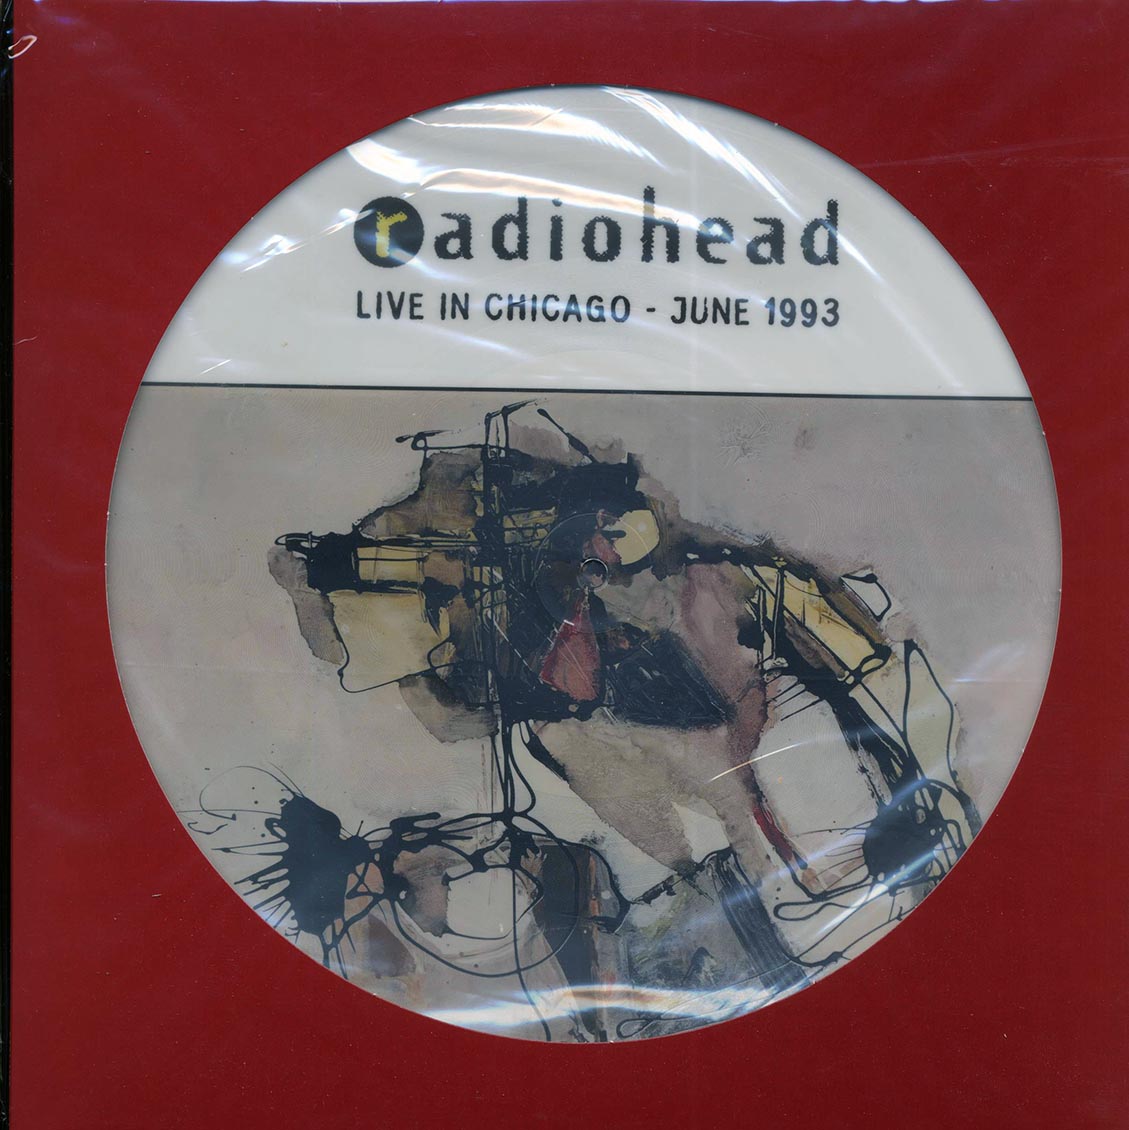 radiohead
LIVE IN CHICAGO - JUNE 1993